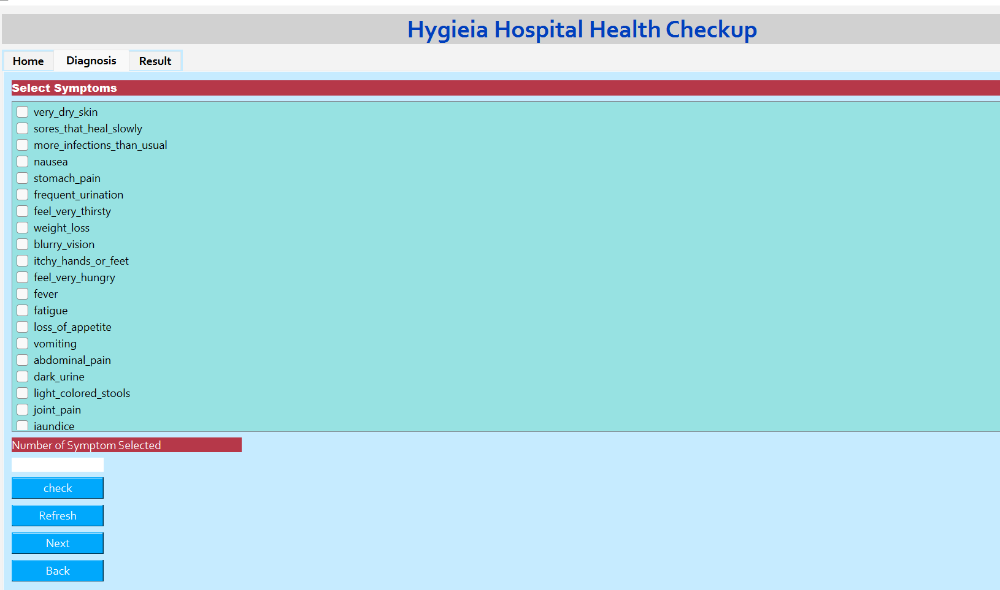 Hygieia Hospital Health Checkup
Home Diagnosis Result
Select Symptoms
very_dry_skin
sores_that_heal_slowly
more_infections_than_usual
nausea
stomach_pain
frequent_urination
feel_very_thirsty
weight_loss
blurry_vision
itchy_hands_or_feet
feel_very_hungry
fever
fatigue
loss_of_appetite
vomiting
abdominal_pain
dark_urine
light_colored_stools
joint_pain
jaundice
Number of Symptom Selected
check
Refresh
Next
Back